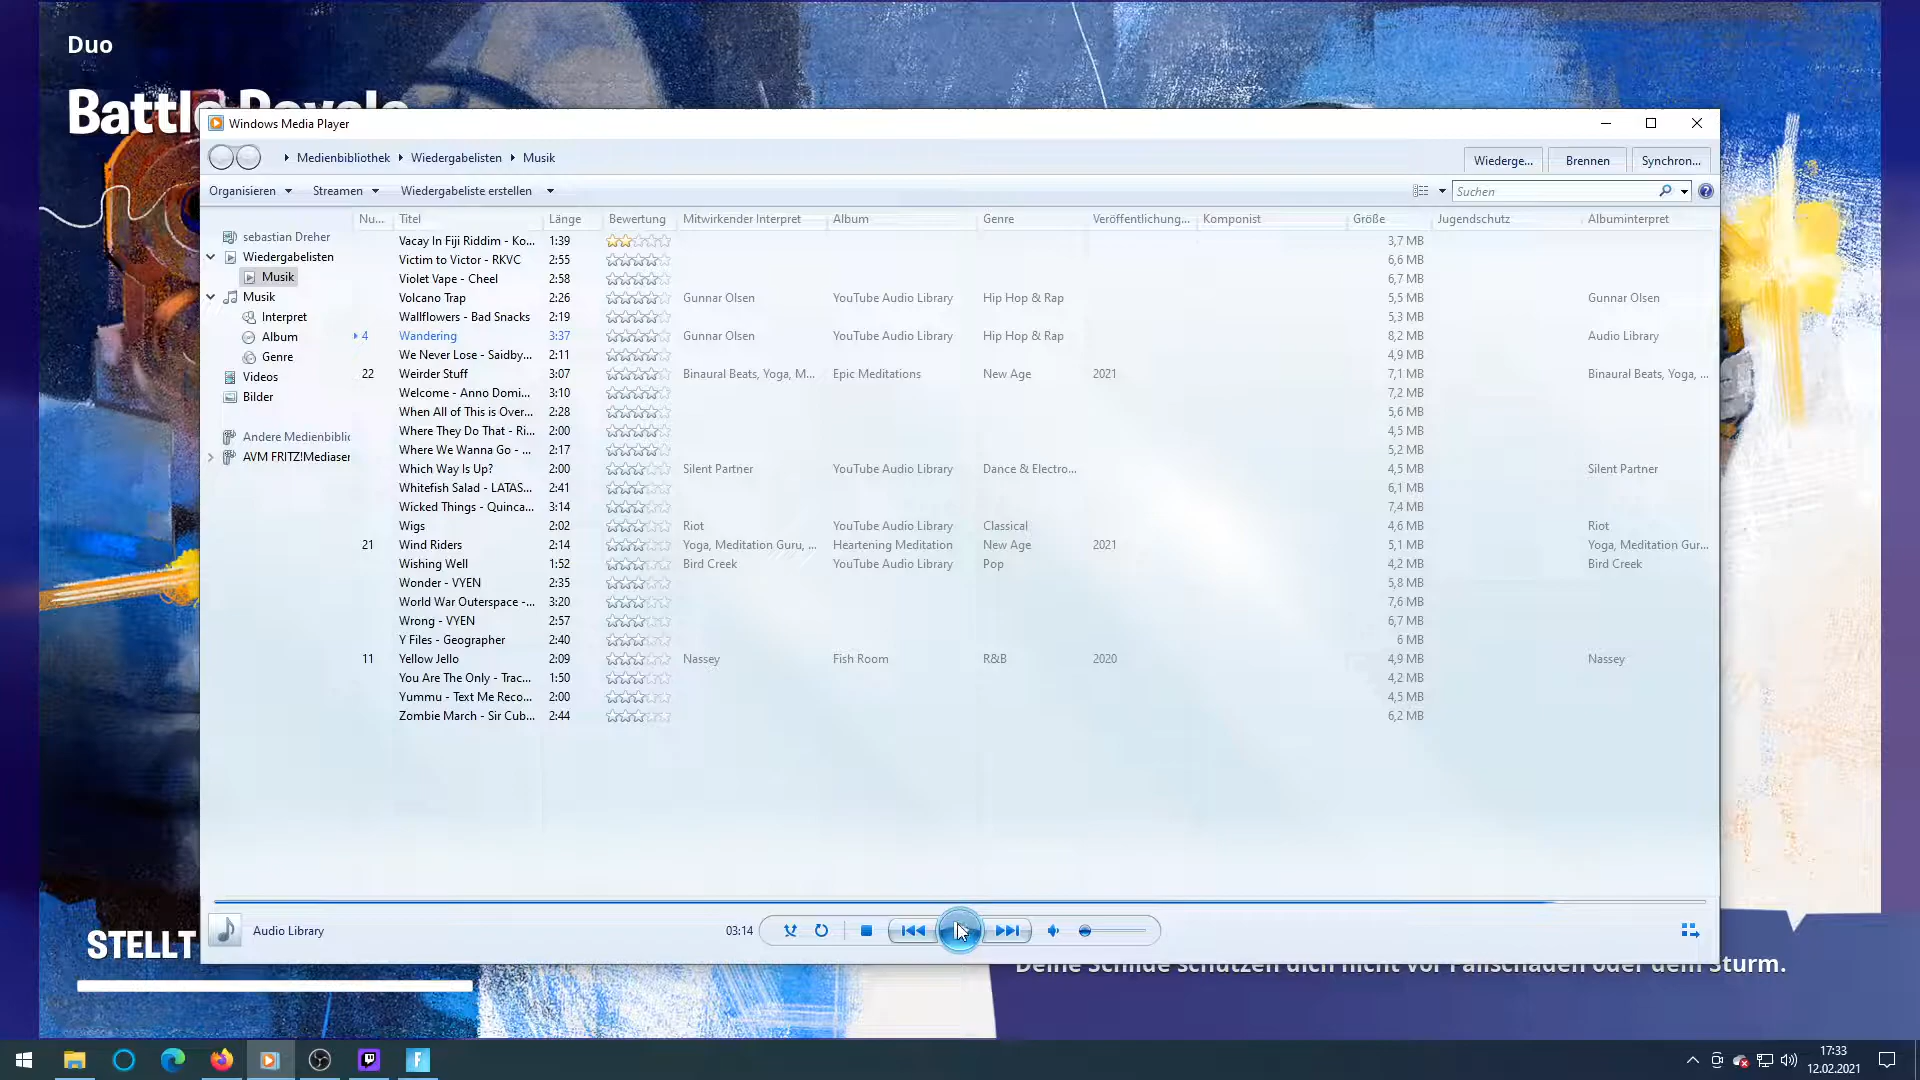 Duo
Battle Royale
Windows Media Player
Medienbibliothek Wiedergabelisten Musik
Wiederge... Brennen Synchron...
Organisieren Streamen Wiedergabeliste erstellen Suchen
Nu... Titel Länge Bewertung Mitwirkender Interpret Album Genre Veröffentlichung... Komponist Größe Jugendschutz Albuminterpret
sebastian Dreher
Wiedergabelisten
Musik
Musik
Interpret
Album
Genre
Videos
Bilder
Andere Medienbiblic
AVM FRITZ!Mediaser
Vacay In Fiji Riddim - Ko... 1:39 3,7 MB
Victim to Victor - RKVC 2:55 6,6 MB
Violet Vape - Cheel 2:58 6,7 MB
Volcano Trap 2:26 Gunnar Olsen YouTube Audio Library Hip Hop & Rap 5,5 MB Gunnar Olsen
Wallflowers - Bad Snacks 2:19 5,3 MB
4 Wandering 3:37 Gunnar Olsen YouTube Audio Library Hip Hop & Rap 8,2 MB Audio Library
We Never Lose - Saidby... 2:11 4,9 MB
22 Weirder Stuff 3:07 Binaural Beats, Yoga, M... Epic Meditations New Age 2021 7,1 MB Binaural Beats, Yoga, ...
Welcome - Anno Domi... 3:10 7,2 MB
When All of This is Over... 2:28 5,6 MB
Where They Do That - Ri... 2:00 4,5 MB
Where We Wanna Go - ... 2:17 5,2 MB
Which Way Is Up? 2:00 Silent Partner YouTube Audio Library Dance & Electro... 4,5 MB Silent Partner
Whitefish Salad - LATAS... 2:41 6,1 MB
Wicked Things - Quinca... 3:14 7,4 MB
Wigs 2:02 Riot YouTube Audio Library Classical 4,6 MB Riot
21 Wind Riders 2:14 Yoga, Meditation Guru, ... Heartening Meditation New Age 2021 5,1 MB Yoga, Meditation Gur...
Wishing Well 1:52 Bird Creek YouTube Audio Library Pop 4,2 MB Bird Creek
Wonder - VYEN 2:35 5,8 MB
World War Outerspace -... 3:20 7,6 MB
Wrong - VYEN 2:57 6,7 MB
Y Files - Geographer 2:40 6 MB
11 Yellow Jello 2:09 Nassey Fish Room R&B 2020 4,9 MB Nassey
You Are The Only - Trac... 1:50 4,2 MB
Yummu - Text Me Reco... 2:00 4,5 MB
Zombie March - Sir Cub... 2:44 6,2 MB
Audio Library 03:14
STELLT
Deine Schilde schützen dich nicht vor Fallschaden oder dem Sturm.
17:33
12.02.2021